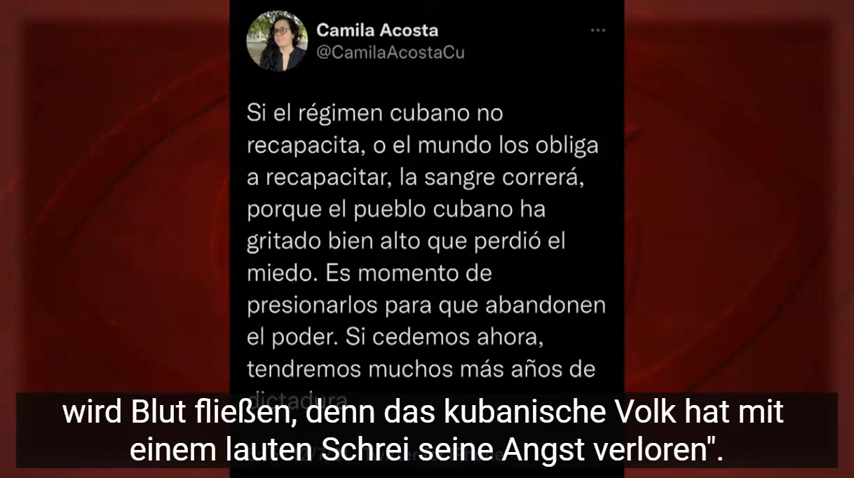 Camila Acosta
@CamilaAcostaCu
Si el régimen cubano no
recapacita, o el mundo los obliga
a recapacitar, la sangre correrá,
porque el pueblo cubano ha
gritado bien alto que perdió el
miedo. Es momento de
presionarlos para que abandonen
el poder. Si cedemos ahora,
tendremos muchos más años de
dictadura
wird Blut fließen, denn das kubanische Volk hat mit
einem lauten Schrei seine Angst verloren".